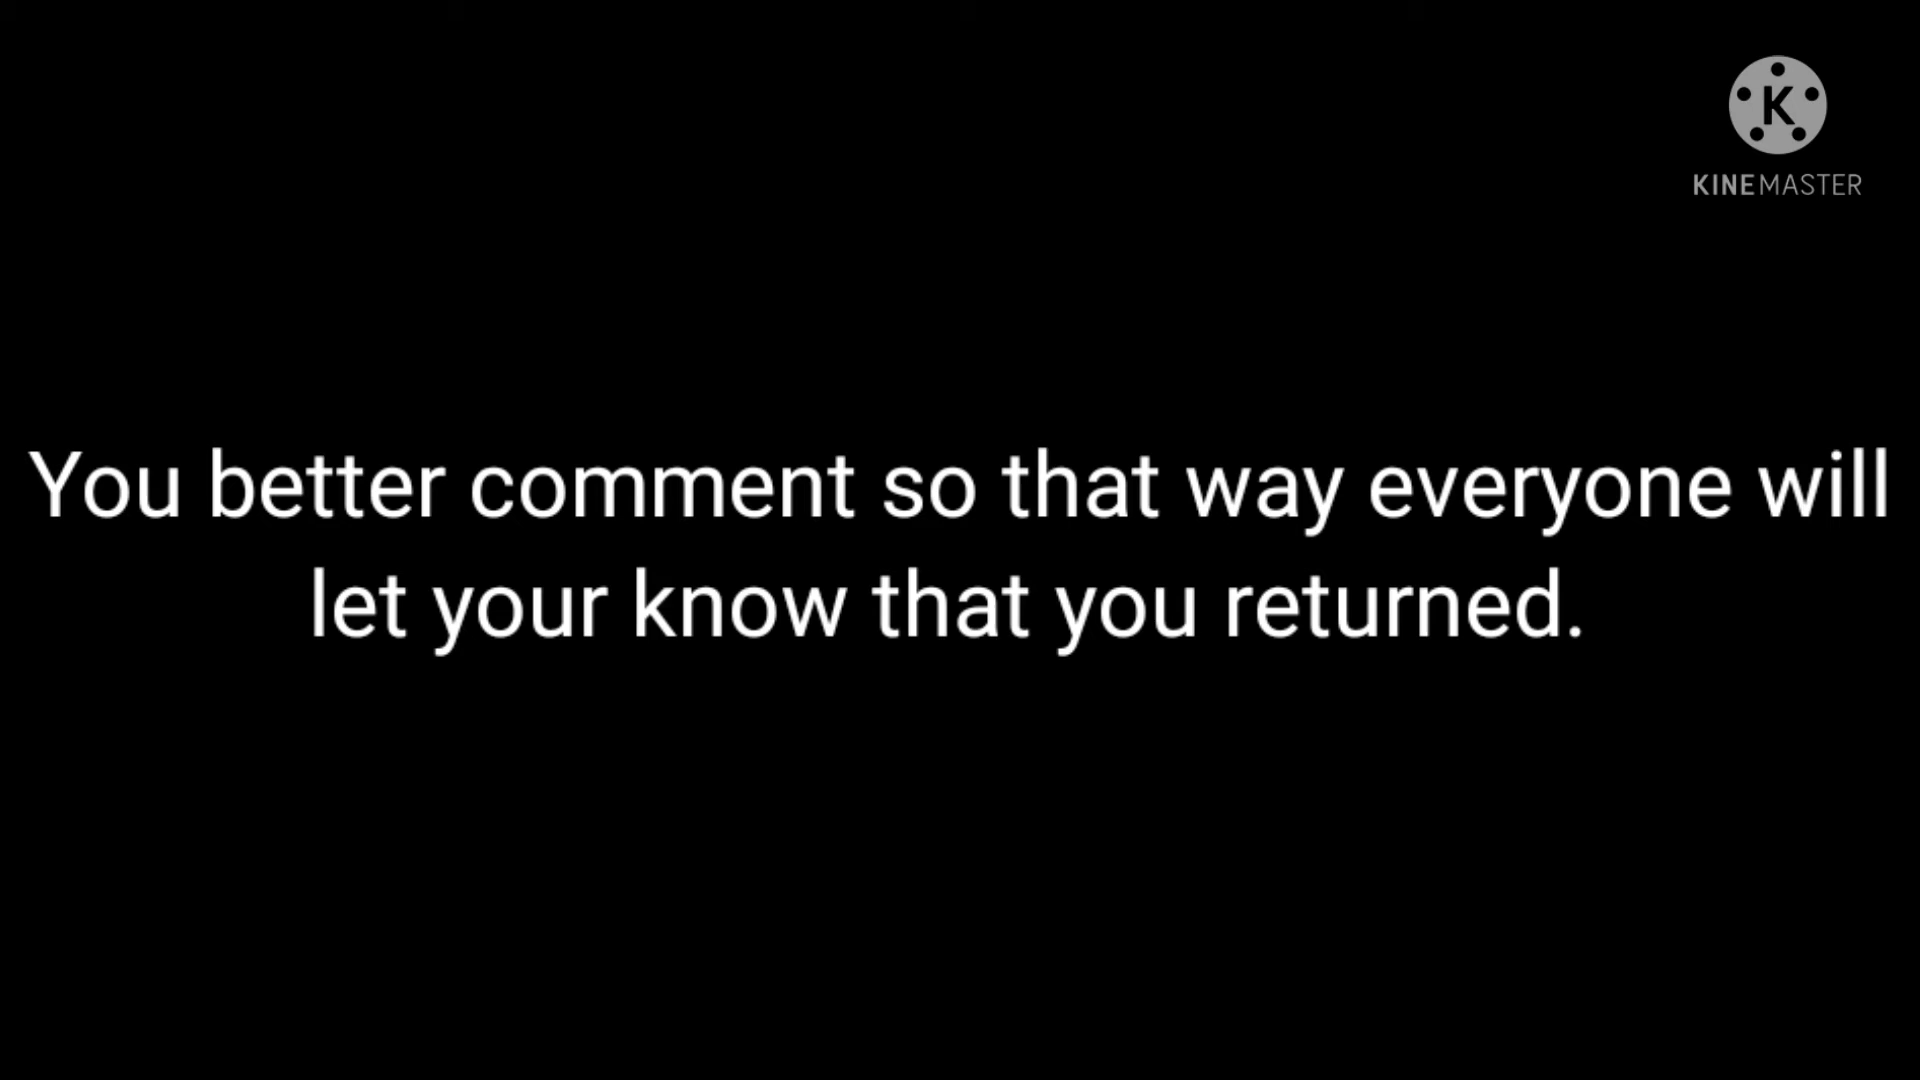 K
KINEMASTER
You better comment so that way everyone will
let your know that you returned.